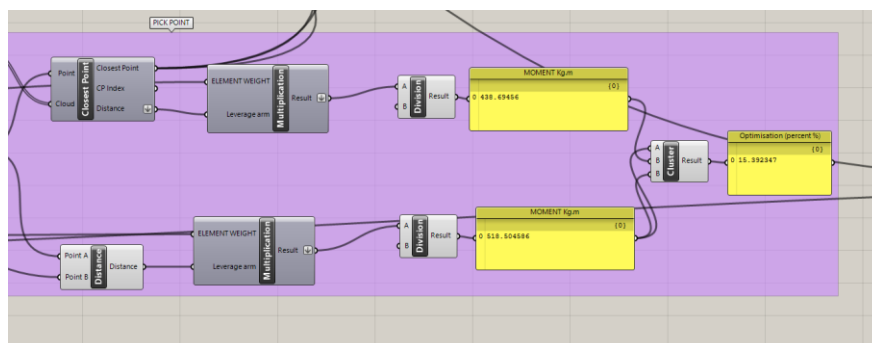 PICK POINT
Point
Cloud
Closest Point
Closest Point
CP Index
Distance
ELEMENT WEIGHT
Leverage arm
Multiplication
Result
A
B
Division
Result
MOMENT Kg.m
{0}
0 438.69456
A
B
B
Cluster
Result
Optimisation (percent %)
{0}
0 15.392347
Point A
Point B
Distance
Distance
ELEMENT WEIGHT
Leverage arm
Multiplication
Result
A
B
Division
Result
MOMENT Kg.m
{0}
0 518.504586